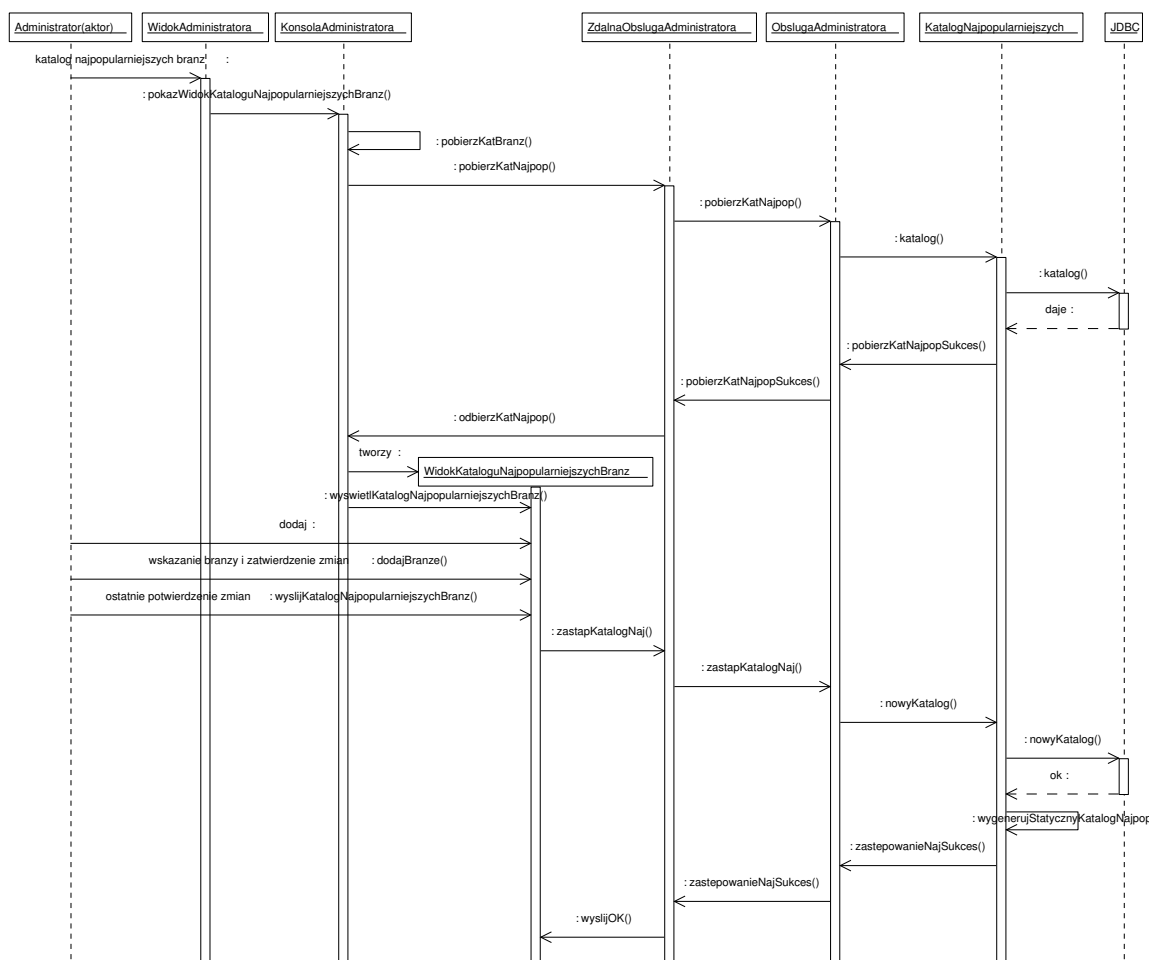 Administrator(aktor)
WidokAdministratora
KonsolaAdministratora
ZdalnaObslugaAdministratora
ObslugaAdministratora
KatalogNajpopularniejszych
JDBC
katalog najpopularniejszych branz :
: pokazWidokKataloguNajpopularniejszychBranz()
: pobierzKatBranz()
: pobierzKatNajpop()
: pobierzKatNajpop()
: katalog()
: katalog()
daje :
: pobierzKatNajpopSukces()
: pobierzKatNajpopSukces()
: odbierzKatNajpop()
tworzy :
WidokKataloguNajpopularniejszychBranz
: wyswietlKatalogNajpopularniejszychBranz()
dodaj :
wskazanie branzy i zatwierdzenie zmian : dodajBranze()
ostatnie potwierdzenie zmian : wyslijKatalogNajpopularniejszychBranz()
: zastapKatalogNaj()
: zastapKatalogNaj()
: nowyKatalog()
: nowyKatalog()
ok :
: wygenerujStatycznyKatalogNajpop
: zastepowanieNajSukces()
: zastepowanieNajSukces()
: wyslijOK()